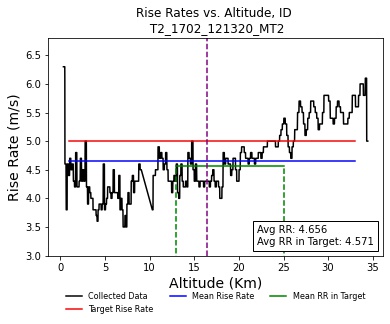 Rise Rates vs. Altitude, ID
T2_1702_121320_MT2
Rise Rate (m/s)
6.5
6.0
5.5
5.0
4.5
4.0
3.5
3.0
Avg RR: 4.656
Avg RR in Target: 4.571
0 5 10 15 20 25 30 35
Altitude (Km)
Collected Data Mean Rise Rate Mean RR in Target
Target Rise Rate